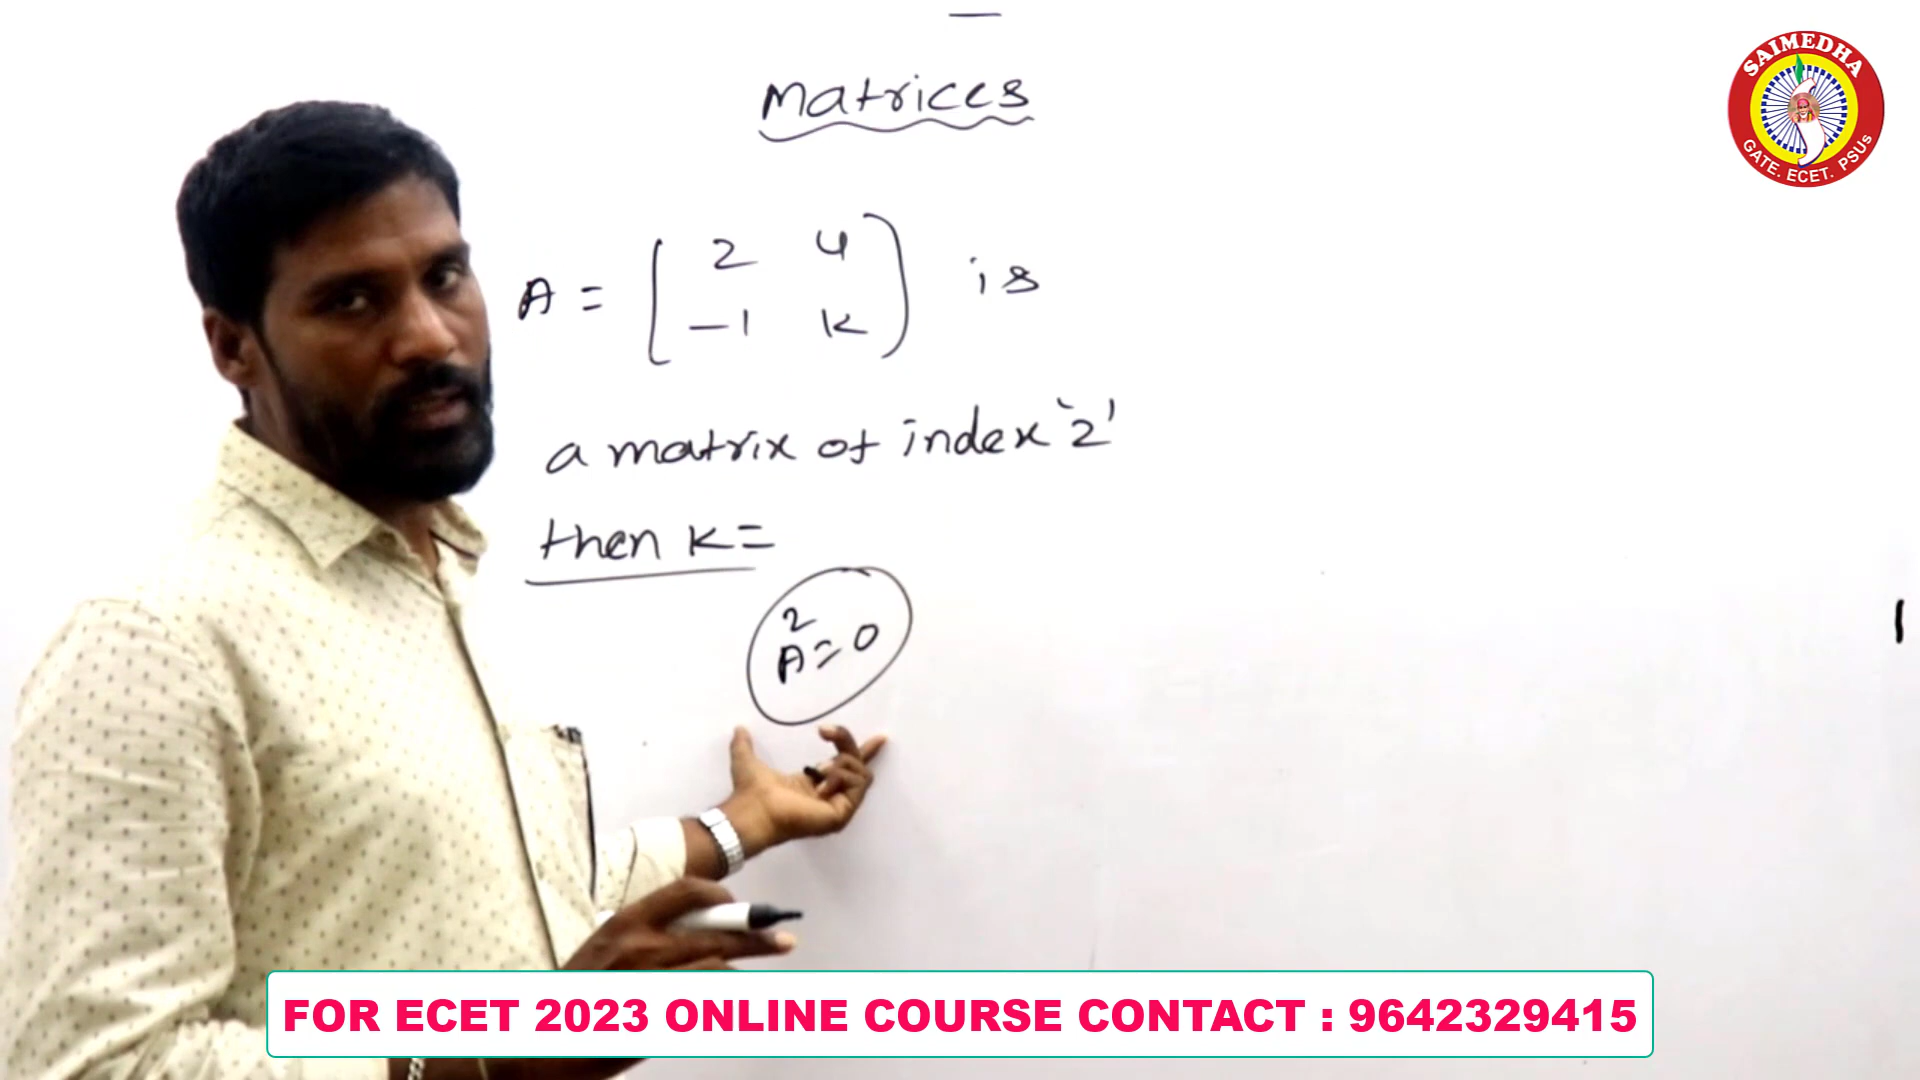 Matrices
SAIMEDHA
GATE. ECET. PSUs
A = [ 2 4 ) is
-1 k
a matrix of index '2'
then k=
A²=0
FOR ECET 2023 ONLINE COURSE CONTACT : 9642329415